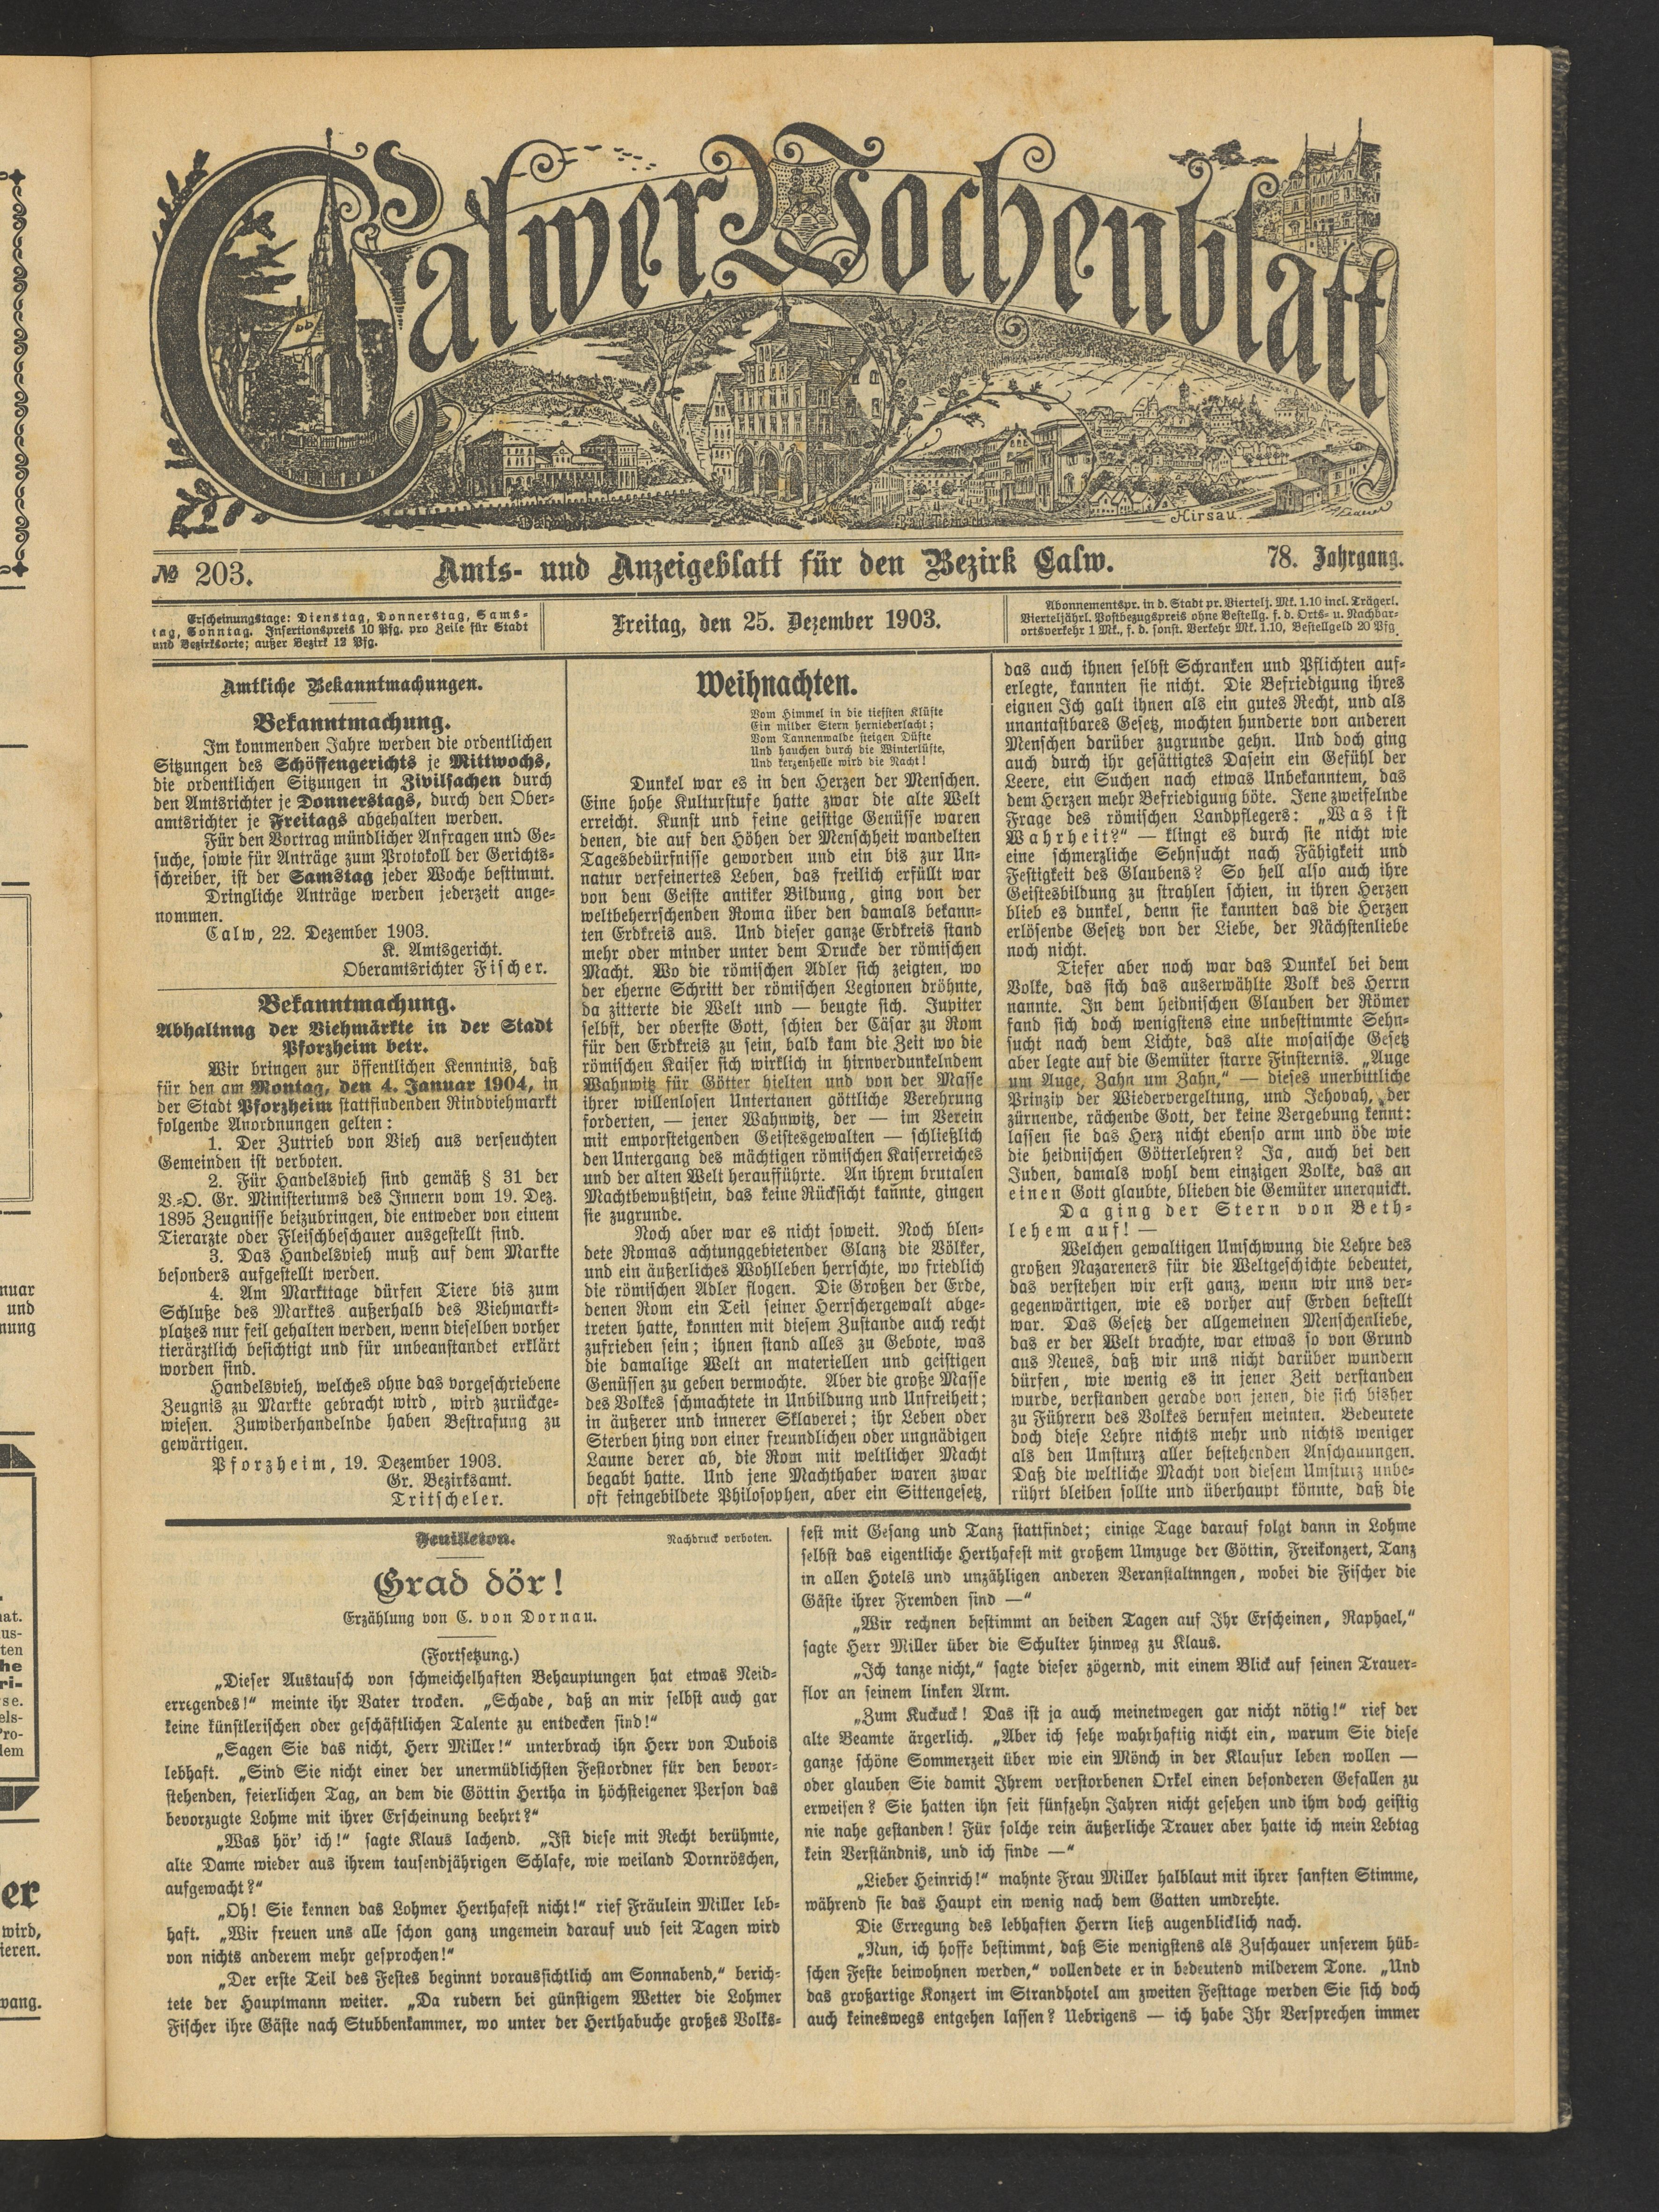 Calwer Wochenblatt
Bahnhof
Bad Teinach
Hirsau.
№ 203.
Amts- und Anzeigeblatt für den Bezirk Calw.
78. Jahrgang.
Erscheinungstage: Dienstag, Donnerstag, Sams-
tag, Sonntag. Insertionspreis 10 Pfg. pro Zeile für Stadt
und Bezirksorte; außer Bezirk 12 Pfg.
Freitag, den 25. Dezember 1903.
Abonnementspr. in d. Stadt pr. Viertelj. Mk. 1.10 incl. Trägerl.
Vierteljährl. Postbezugspreis ohne Bestellg. f. d. Orts- u. Nachbar-
ortsverkehr 1 Mk., f. d. sonst. Verkehr Mk. 1.10, Bestellgeld 20 Pfg.
Amtliche Bekanntmachungen.
Bekanntmachung.
Im kommenden Jahre werden die ordentlichen
Sitzungen des Schöffengerichts je Mittwochs,
die ordentlichen Sitzungen in Zivilsachen durch
den Amtsrichter je Donnerstags, durch den Ober-
amtsrichter je Freitags abgehalten werden.
Für den Vortrag mündlicher Anfragen und Ge-
suche, sowie für Anträge zum Protokoll der Gerichts-
schreiber, ist der Samstag jeder Woche bestimmt.
Dringliche Anträge werden jederzeit ange-
nommen.
Calw, 22. Dezember 1903.
K. Amtsgericht.
Oberamtsrichter Fischer.
Bekanntmachung.
Abhaltnng der Viehmärkte in der Stadt
Pforzheim betr.
Wir bringen zur öffentlichen Kenntnis, daß
für den am Montag, den 4. Januar 1904, in
der Stadt Pforzheim stattfindenden Rindviehmarkt
folgende Anordnungen gelten:
1. Der Zutrieb von Vieh aus verseuchten
Gemeinden ist verboten.
2. Für Handelsvieh sind gemäß § 31 der
V.-O. Gr. Ministeriums des Innern vom 19. Dez.
1895 Zeugnisse beizubringen, die entweder von einem
Tierarzte oder Fleischbeschauer ausgestellt sind.
3. Das Handelsvieh muß auf dem Markte
besonders aufgestellt werden.
4. Am Markttage dürfen Tiere bis zum
Schluße des Marktes außerhalb des Viehmarkt-
platzes nur feil gehalten werden, wenn dieselben vorher
tierärztlich besichtigt und für unbeanstandet erklärt
worden sind.
Handelsvieh, welches ohne das vorgeschriebene
Zeugnis zu Markte gebracht wird, wird zurückge-
wiesen. Zuwiderhandelnde haben Bestrafung zu
gewärtigen.
Pforzheim, 19. Dezember 1903.
Gr. Bezirksamt.
Tritscheler.
Weihnachten.
Vom Himmel in die tiefsten Klüfte
Ein milder Stern herniederlacht;
Vom Tannenwalde steigen Düfte
Und hauchen durch die Winterlüfte,
Und kerzenhelle wird die Nacht!
Dunkel war es in den Herzen der Menschen.
Eine hohe Kulturstufe hatte zwar die alte Welt
erreicht. Kunst und feine geistige Genüsse waren
denen, die auf den Höhen der Menschheit wandelten
Tagesbedürfnisse geworden und ein bis zur Un-
natur verfeinertes Leben, das freilich erfüllt war
von dem Geiste antiker Bildung, ging von der
weltbeherrschenden Roma über den damals bekann-
ten Erdkreis aus. Und dieser ganze Erdkreis stand
mehr oder minder unter dem Drucke der römischen
Macht. Wo die römischen Adler sich zeigten, wo
der eherne Schritt der römischen Legionen dröhnte,
da zitterte die Welt und — beugte sich. Jupiter
selbst, der oberste Gott, schien der Cäsar zu Rom
für den Erdkreis zu sein, bald kam die Zeit wo die
römischen Kaiser sich wirklich in hirnverdunkelndem
Wahnwitz für Götter hielten und von der Masse
ihrer willenlosen Untertanen göttliche Verehrung
forderten, — jener Wahnwitz, der — im Verein
mit emporsteigenden Geistesgewalten — schließlich
den Untergang des mächtigen römischen Kaiserreiches
und der alten Welt heraufführte. An ihrem brutalen
Machtbewußtsein, das keine Rücksicht kannte, gingen
sie zugrunde.
Noch aber war es nicht soweit. Noch blen-
dete Romas achtunggebietender Glanz die Völker,
und ein äußerliches Wohlleben herrschte, wo friedlich
die römischen Adler flogen. Die Großen der Erde,
denen Rom ein Teil seiner Herrschergewalt abge-
treten hatte, konnten mit diesem Zustande auch recht
zufrieden sein; ihnen stand alles zu Gebote, was
die damalige Welt an materiellen und geistigen
Genüssen zu geben vermochte. Aber die große Masse
des Volkes schmachtete in Unbildung und Unfreiheit;
in äußerer und innerer Sklaverei; ihr Leben oder
Sterben hing von einer freundlichen oder ungnädigen
Laune derer ab, die Rom mit weltlicher Macht
begabt hatte. Und jene Machthaber waren zwar
oft feingebildete Philosophen, aber ein Sittengesetz,
das auch ihnen selbst Schranken und Pflichten auf-
erlegte, kannten sie nicht. Die Befriedigung ihres
eignen Ich galt ihnen als ein gutes Recht, und als
unantastbares Gesetz, mochten hunderte von anderen
Menschen darüber zugrunde gehn. Und doch ging
auch durch ihr gesättigtes Dasein ein Gefühl der
Leere, ein Suchen nach etwas Unbekanntem, das
dem Herzen mehr Befriedigung böte. Jene zweifelnde
Frage des römischen Landpflegers: „Was ist
Wahrheit?“ — klingt es durch sie nicht wie
eine schmerzliche Sehnsucht nach Fähigkeit und
Festigkeit des Glaubens? So hell also auch ihre
Geistesbildung zu strahlen schien, in ihren Herzen
blieb es dunkel, denn sie kannten das die Herzen
erlösende Gesetz von der Liebe, der Nächstenliebe
noch nicht.
Tiefer aber noch war das Dunkel bei dem
Volke, das sich das auserwählte Volk des Herrn
nannte. In dem heidnischen Glauben der Römer
fand sich doch wenigstens eine unbestimmte Sehn-
sucht nach dem Lichte, das alte mosaische Gesetz
aber legte auf die Gemüter starre Finsternis. „Auge
um Auge, Zahn um Zahn,“ — dieses unerbittliche
Prinzip der Wiedervergeltung, und Jehovah, der
zürnende, rächende Gott, der keine Vergebung kennt:
lassen sie das Herz nicht ebenso arm und öde wie
die heidnischen Götterlehren? Ja, auch bei den
Juden, damals wohl dem einzigen Volke, das an
einen Gott glaubte, blieben die Gemüter unerquickt.
Da ging der Stern von Beth-
lehem auf! —
Welchen gewaltigen Umschwung die Lehre des
großen Nazareners für die Weltgeschichte bedeutet,
das verstehen wir erst ganz, wenn wir uns ver-
gegenwärtigen, wie es vorher auf Erden bestellt
war. Das Gesetz der allgemeinen Menschenliebe,
das er der Welt brachte, war etwas so von Grund
aus Neues, daß wir uns nicht darüber wundern
dürfen, wie wenig es in jener Zeit verstanden
wurde, verstanden gerade von jenen, die sich bisher
zu Führern des Volkes berufen meinten. Bedeutete
doch diese Lehre nichts mehr und nichts weniger
als den Umsturz aller bestehenden Anschauungen.
Daß die weltliche Macht von diesem Umsturz unbe-
rührt bleiben sollte und überhaupt könnte, daß die
Feuilleton.
Nachdruck verboten.
Grad dör!
Erzählung von C. von Dornau.
(Fortsetzung.)
„Dieser Austausch von schmeichelhaften Behauptungen hat etwas Neid-
erregendes!“ meinte ihr Vater trocken. „Schade, daß an mir selbst auch gar
keine künstlerischen oder geschäftlichen Talente zu entdecken sind!“
„Sagen Sie das nicht, Herr Miller!“ unterbrach ihn Herr von Dubois
lebhaft. „Sind Sie nicht einer der unermüdlichsten Festordner für den bevor-
stehenden, feierlichen Tag, an dem die Göttin Hertha in höchsteigener Person das
bevorzugte Lohme mit ihrer Erscheinung beehrt?“
„Was hör’ ich!“ sagte Klaus lachend. „Ist diese mit Recht berühmte,
alte Dame wieder aus ihrem tausendjährigen Schlafe, wie weiland Dornröschen,
aufgewacht?“
„Oh! Sie kennen das Lohmer Herthafest nicht!“ rief Fräulein Miller leb-
haft. „Wir freuen uns alle schon ganz ungemein darauf uud seit Tagen wird
von nichts anderem mehr gesprochen!“
„Der erste Teil des Festes beginnt voraussichtlich am Sonnabend,“ berich-
tete der Hauptmann weiter. „Da rudern bei günstigem Wetter die Lohmer
Fischer ihre Gäste nach Stubbenkammer, wo unter der Herthabuche großes Volks-
fest mit Gesang und Tanz stattfindet; einige Tage darauf folgt dann in Lohme
selbst das eigentliche Herthafest mit großem Umzuge der Göttin, Freikonzert, Tanz
in allen Hotels und unzähligen anderen Veranstaltnngen, wobei die Fischer die
Gäste ihrer Fremden sind —“
„Wir rechnen bestimmt an beiden Tagen auf Ihr Erscheinen, Raphael,“
sagte Herr Miller über die Schulter hinweg zu Klaus.
„Ich tanze nicht,“ sagte dieser zögernd, mit einem Blick auf seinen Trauer-
flor an seinem linken Arm.
„Zum Kuckuck! Das ist ja auch meinetwegen gar nicht nötig!“ rief der
alte Beamte ärgerlich. „Aber ich sehe wahrhaftig nicht ein, warum Sie diese
ganze schöne Sommerzeit über wie ein Mönch in der Klausur leben wollen —
oder glauben Sie damit Ihrem verstorbenen Orkel einen besonderen Gefallen zu
erweisen? Sie hatten ihn seit fünfzehn Jahren nicht gesehen und ihm doch geistig
nie nahe gestanden! Für solche rein äußerliche Trauer aber hatte ich mein Lebtag
kein Verständnis, und ich finde —“
„Lieber Heinrich!“ mahnte Frau Miller halblaut mit ihrer sanften Stimme,
während sie das Haupt ein wenig nach dem Gatten umdrehte.
Die Erregung des lebhaften Herrn ließ augenblicklich nach.
„Nun, ich hoffe bestimmt, daß Sie wenigstens als Zuschauer unserem hüb-
schen Feste beiwohnen werden,“ vollendete er in bedeutend milderem Tone. „Und
das großartige Konzert im Strandhotel am zweiten Festtage werden Sie sich doch
auch keineswegs entgehen lassen? Uebrigens — ich habe Ihr Versprechen immer